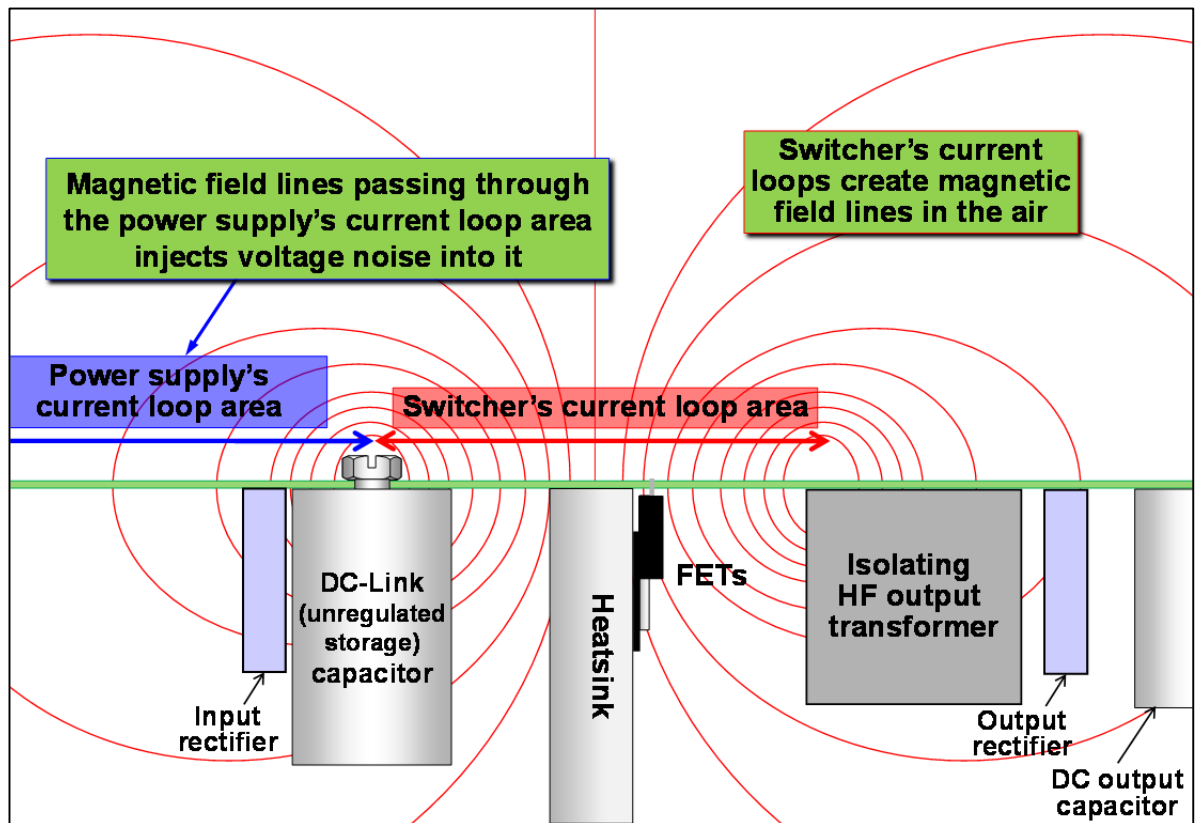 Magnetic field lines passing through
the power supply's current loop area
injects voltage noise into it
Switcher's current
loops create magnetic
field lines in the air
Power supply's
current loop area
Switcher's current loop area
DC-Link
(unregulated
storage)
capacitor
Heatsink
FETs
Isolating
HF output
transformer
Input
rectifier
Output
rectifier
DC output
capacitor